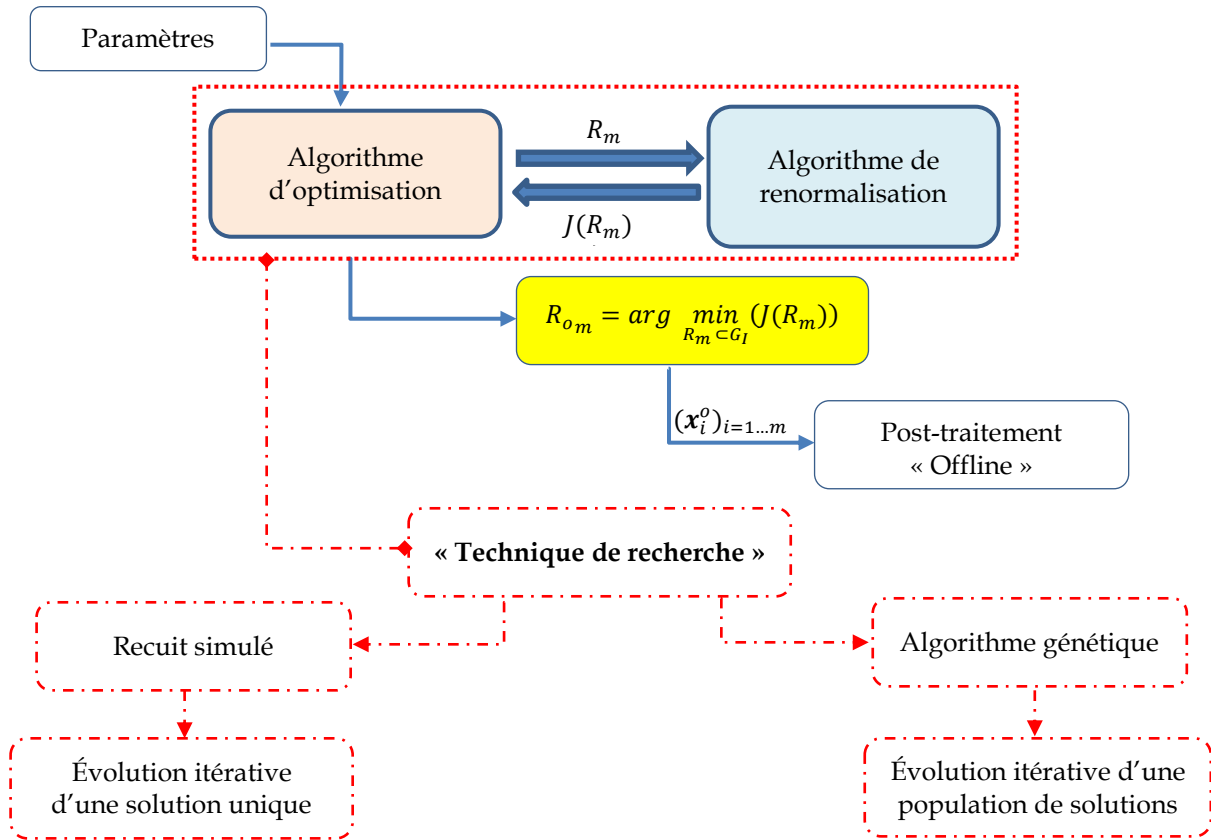 Paramètres
Algorithme
d'optimisation
R_m
J(R_m)
Algorithme de
renormalisation
R_{o_m} = arg min_{R_m ⊂ G_I} (J(R_m))
(x_i^o)_{i=1…m}
Post-traitement
« Offline »
« Technique de recherche »
Recuit simulé
Algorithme génétique
Évolution itérative
d'une solution unique
Évolution itérative d'une
population de solutions